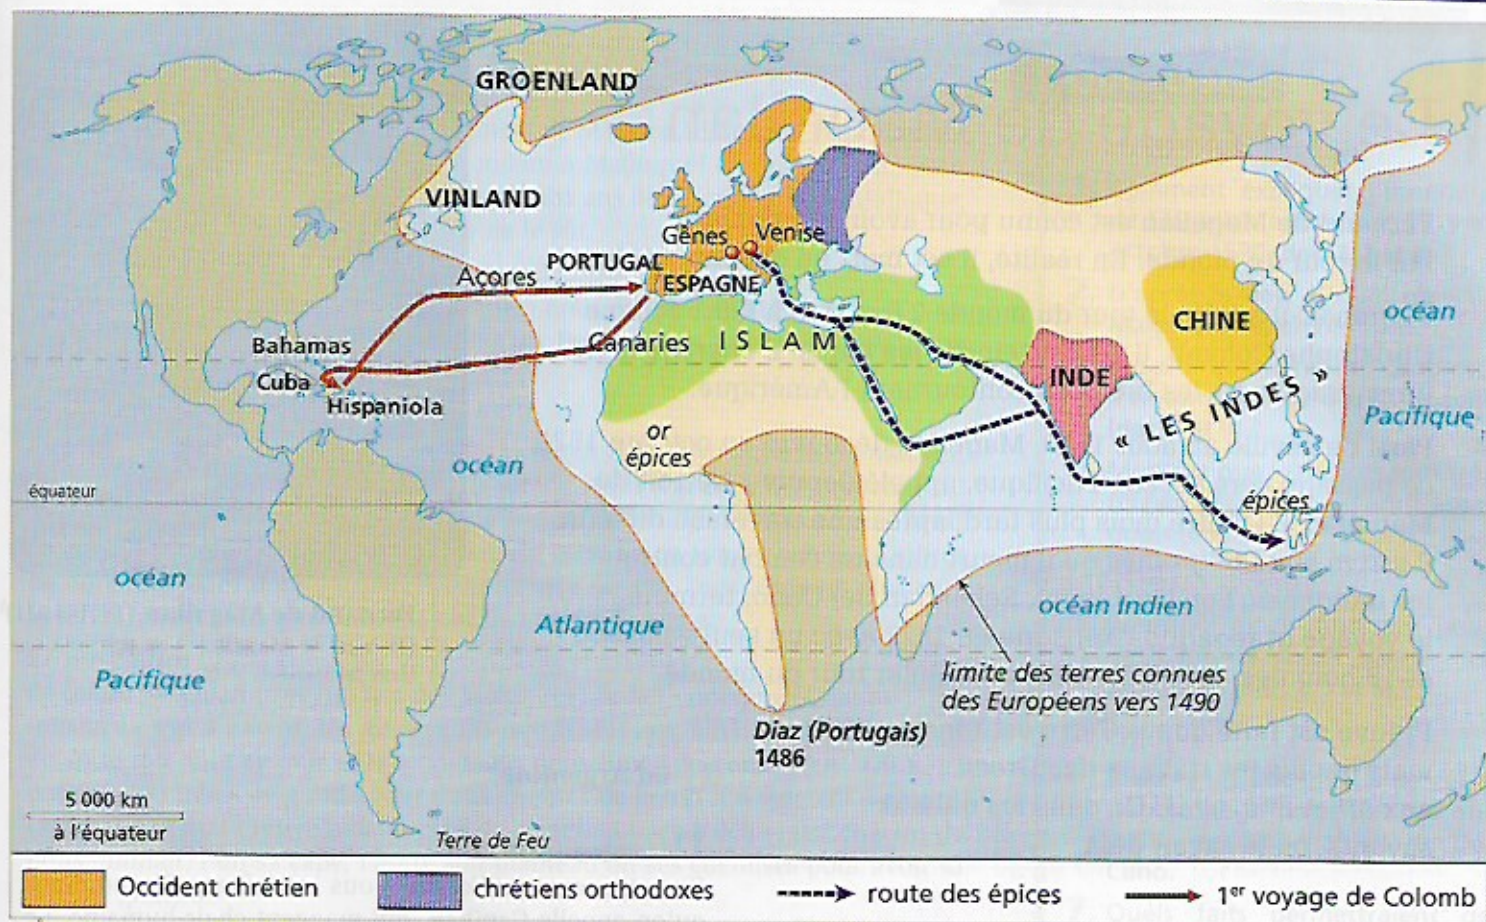 GROENLAND
VINLAND
Gênes
Venise
PORTUGAL
Açores
ESPAGNE
Bahamas
Canaries
ISLAM
Cuba
Hispaniola
CHINE
INDE
« LES INDES »
océan
Pacifique
or
épices
océan
équateur
épices
océan
Atlantique
océan Indien
Pacifique
limite des terres connues
des Européens vers 1490
Diaz (Portugais)
1486
5 000 km
à l'équateur
Terre de Feu
Occident chrétien
chrétiens orthodoxes
route des épices
1er voyage de Colomb